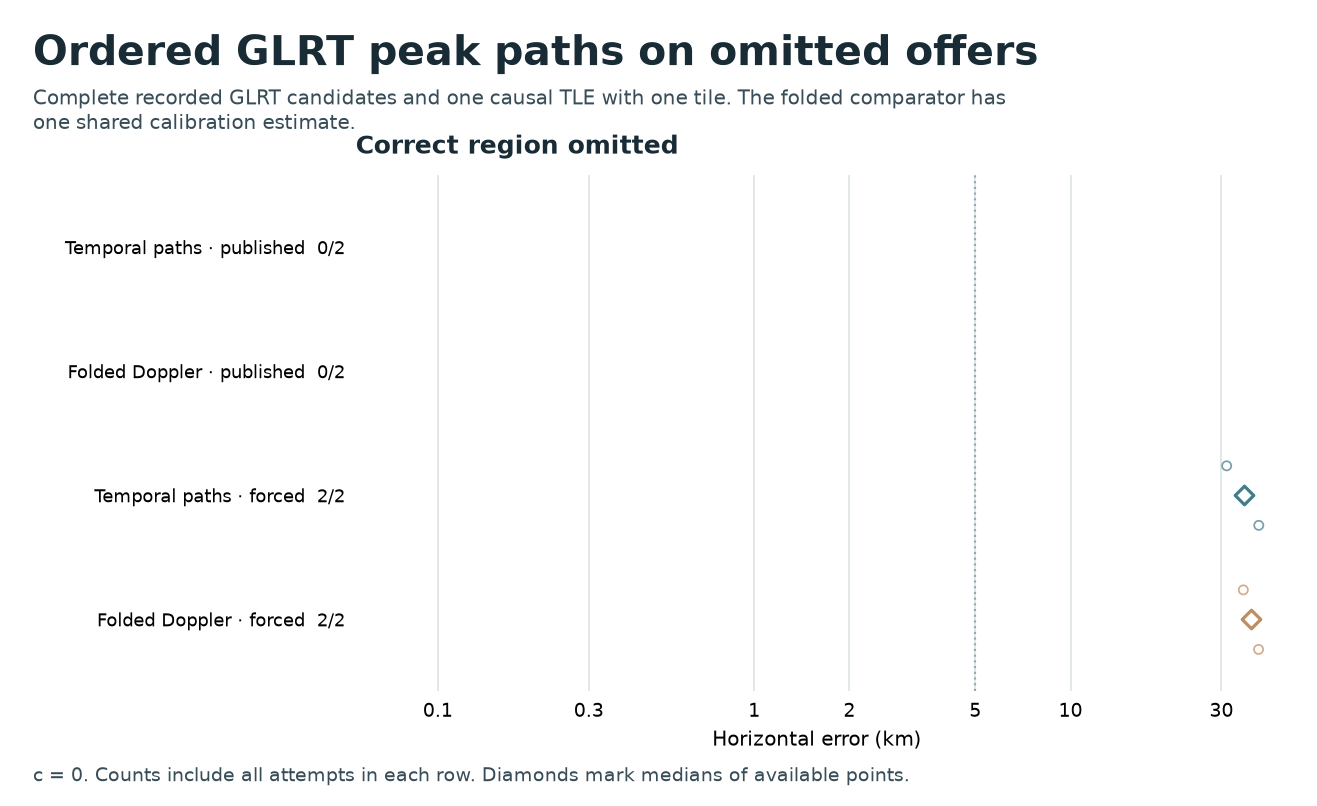 Ordered GLRT peak paths on omitted offers
Complete recorded GLRT candidates and one causal TLE with one tile. The folded comparator has
one shared calibration estimate.
Correct region omitted
Temporal paths · published  0/2
Folded Doppler · published  0/2
Temporal paths · forced  2/2
Folded Doppler · forced  2/2
0.1 0.3 1 2 5 10 30
Horizontal error (km)
c = 0. Counts include all attempts in each row. Diamonds mark medians of available points.